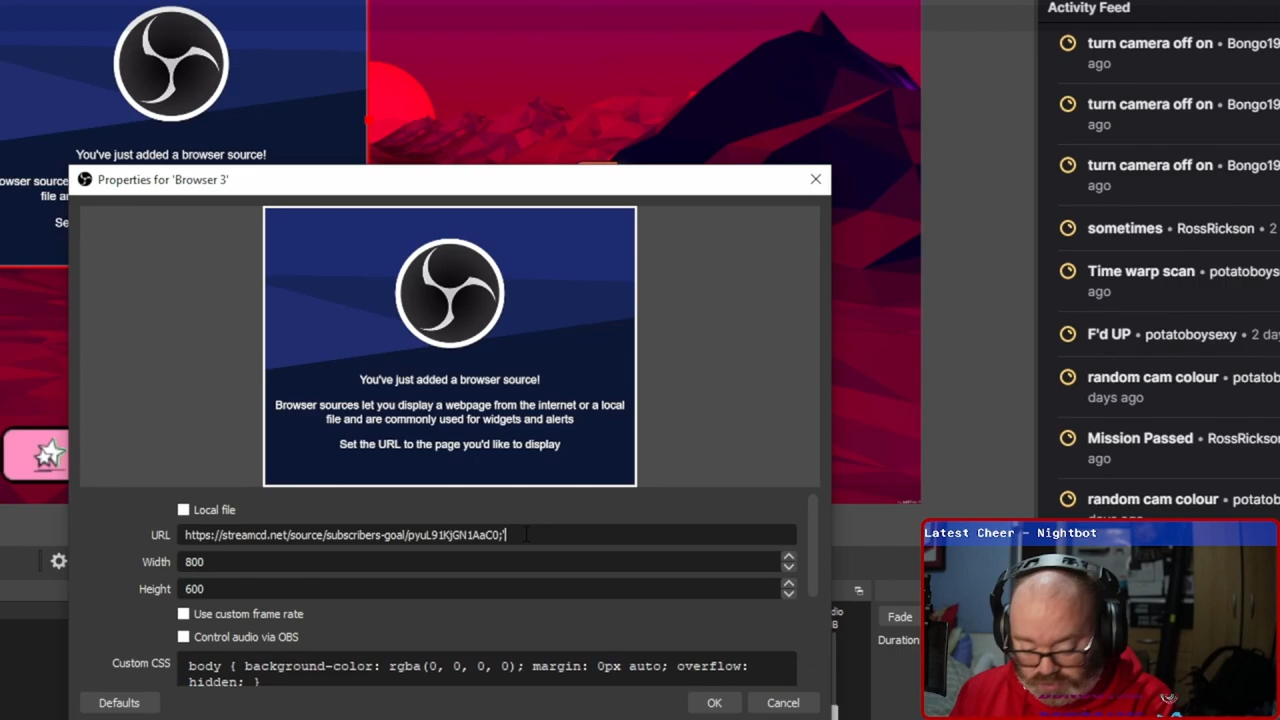 Activity Feed
turn camera off on • Bongo19
ago
turn camera off on • Bongo19
ago
turn camera off on • Bongo19
ago
sometimes • RossRickson • 2
Time warp scan • potatoboys
ago
F'd UP • potatoboysexy • 2 da
random cam colour • potatob
days ago
Mission Passed • RossRickson
ago
random cam colour • potatob
You've just added a browser source!
owser source
file an
Se
Properties for 'Browser 3'
You've just added a browser source!
Browser sources let you display a webpage from the internet or a local
file and are commonly used for widgets and alerts
Set the URL to the page you'd like to display
Local file
URL https://streamcd.net/source/subscribers-goal/pyuL91KJGN1AaC0;'
Width 800
Height 600
Use custom frame rate
Control audio via OBS
Custom CSS body { background-color: rgba(0, 0, 0, 0); margin: 0px auto; overflow:
hidden; }
Defaults OK Cancel
Fade
Duration
Latest Cheer - Nightbot